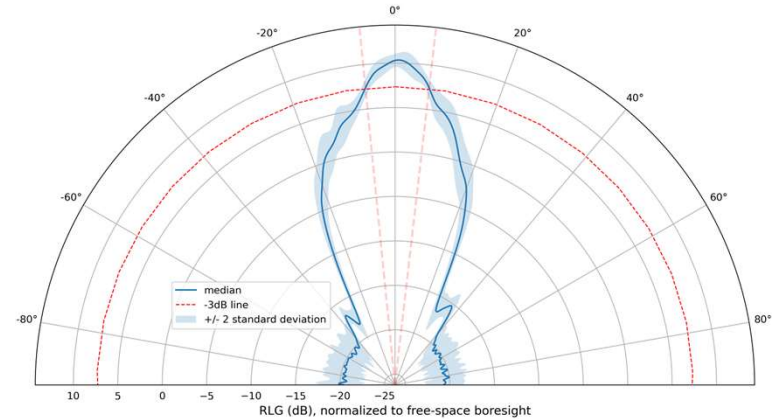 0°
-20°
20°
-40°
40°
-60°
60°
-80°
80°
median
-3dB line
+/- 2 standard deviation
10 5 0 −5 −10 −15 −20 −25
RLG (dB), normalized to free-space boresight